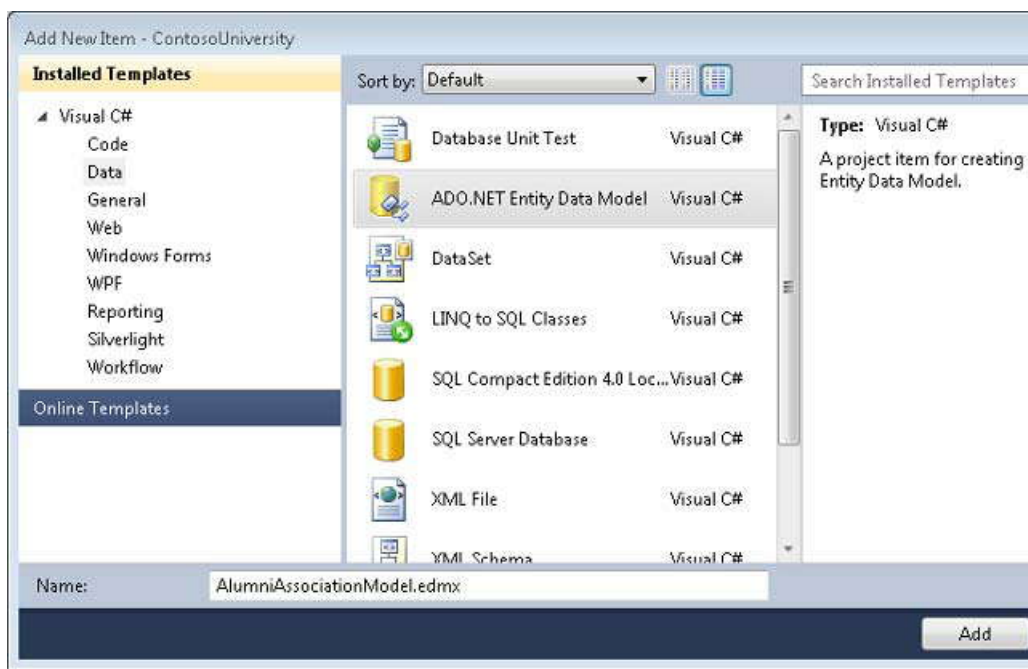 Add New Item - ContosoUniversity
Installed Templates
Visual C#
Code
Data
General
Web
Windows Forms
WPF
Reporting
Silverlight
Workflow
Online Templates
Sort by: Default
Database Unit Test Visual C#
ADO.NET Entity Data Model Visual C#
DataSet Visual C#
LINQ to SQL Classes Visual C#
SQL Compact Edition 4.0 Loc... Visual C#
SQL Server Database Visual C#
XML File Visual C#
XML Schema Visual C#
Search Installed Templates
Type: Visual C#
A project item for creating
Entity Data Model.
Name: AlumniAssociationModel.edmx
Add